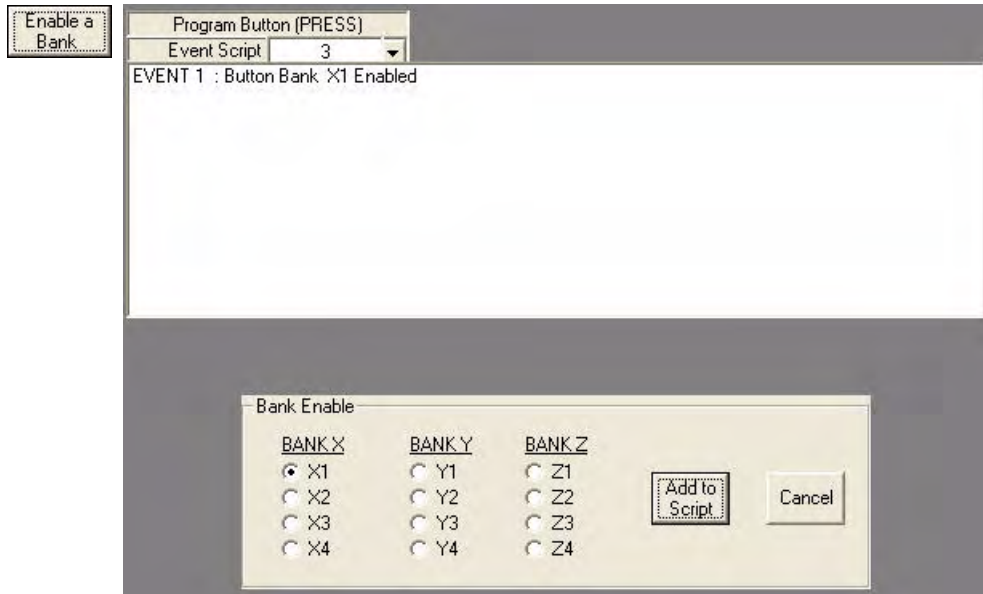 Enable a
Bank
Program Button (PRESS)
Event Script 3
EVENT 1 : Button Bank X1 Enabled
Bank Enable
BANK X BANK Y BANK Z
X1 Y1 Z1
X2 Y2 Z2
X3 Y3 Z3
X4 Y4 Z4
Add to
Script
Cancel